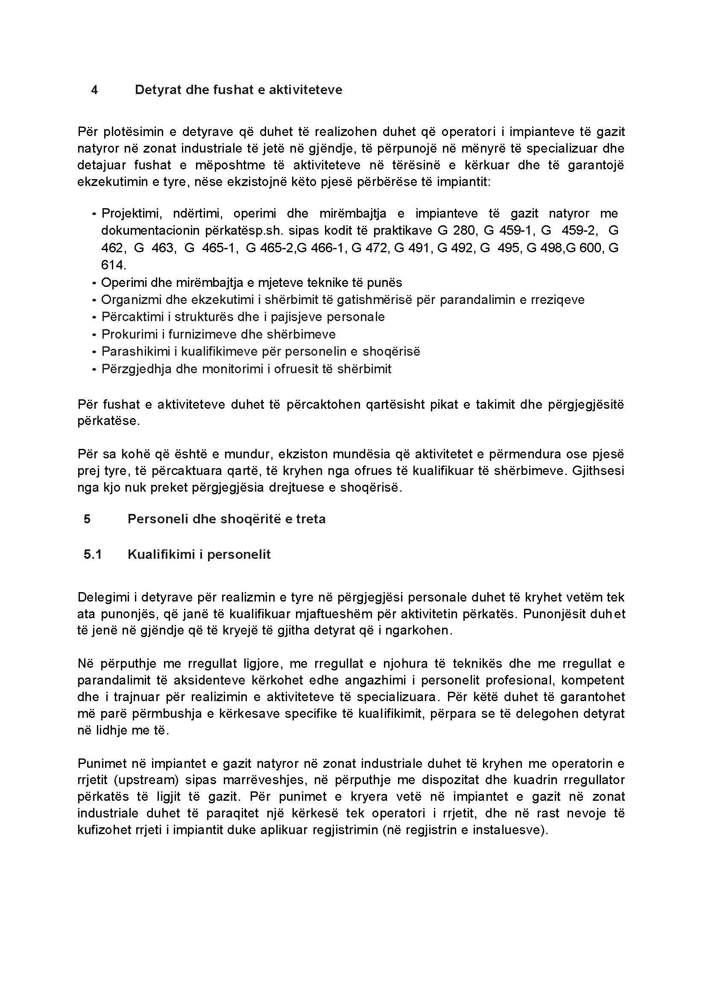 4 Detyrat dhe fushat e aktiviteteve
Për plotësimin e detyrave që duhet të realizohen duhet që operatori i impianteve të gazit
natyror në zonat industriale të jetë në gjëndje, të përpunojë në mënyrë të specializuar dhe
detajuar fushat e mëposhtme të aktiviteteve në tërësinë e kërkuar dhe të garantojë
ekzekutimin e tyre, nëse ekzistojnë këto pjesë përbërëse të impiantit:
- Projektimi, ndërtimi, operimi dhe mirëmbajtja e impianteve të gazit natyror me
dokumentacionin përkatësp.sh. sipas kodit të praktikave G 280, G 459-1, G 459-2, G
462, G 463, G 465-1, G 465-2,G 466-1, G 472, G 491, G 492, G 495, G 498,G 600, G
614.
- Operimi dhe mirëmbajtja e mjeteve teknike të punës
- Organizmi dhe ekzekutimi i shërbimit të gatishmërisë për parandalimin e rreziqeve
- Përcaktimi i strukturës dhe i pajisjeve personale
- Prokurimi i furnizimeve dhe shërbimeve
- Parashikimi i kualifikimeve për personelin e shoqërisë
- Përzgjedhja dhe monitorimi i ofruesit të shërbimit
Për fushat e aktiviteteve duhet të përcaktohen qartësisht pikat e takimit dhe përgjegjësitë
përkatëse.
Për sa kohë që është e mundur, ekziston mundësia që aktivitetet e përmendura ose pjesë
prej tyre, të përcaktuara qartë, të kryhen nga ofrues të kualifikuar të shërbimeve. Gjithsesi
nga kjo nuk preket përgjegjësia drejtuese e shoqërisë.
5 Personeli dhe shoqëritë e treta
5.1 Kualifikimi i personelit
Delegimi i detyrave për realizmin e tyre në përgjegjësi personale duhet të kryhet vetëm tek
ata punonjës, që janë të kualifikuar mjaftueshëm për aktivitetin përkatës. Punonjësit duhet
të jenë në gjëndje që të kryejë të gjitha detyrat që i ngarkohen.
Në përputhje me rregullat ligjore, me rregullat e njohura të teknikës dhe me rregullat e
parandalimit të aksidenteve kërkohet edhe angazhimi i personelit profesional, kompetent
dhe i trajnuar për realizimin e aktiviteteve të specializuara. Për këtë duhet të garantohet
më parë përmbushja e kërkesave specifike të kualifikimit, përpara se të delegohen detyrat
në lidhje me të.
Punimet në impiantet e gazit natyror në zonat industriale duhet të kryhen me operatorin e
rrjetit (upstream) sipas marrëveshjes, në përputhje me dispozitat dhe kuadrin rregullator
përkatës të ligjit të gazit. Për punimet e kryera vetë në impiantet e gazit në zonat
industriale duhet të paraqitet një kërkesë tek operatori i rrjetit, dhe në rast nevoje të
kufizohet rrjeti i impiantit duke aplikuar regjistrimin (në regjistrin e instaluesve).